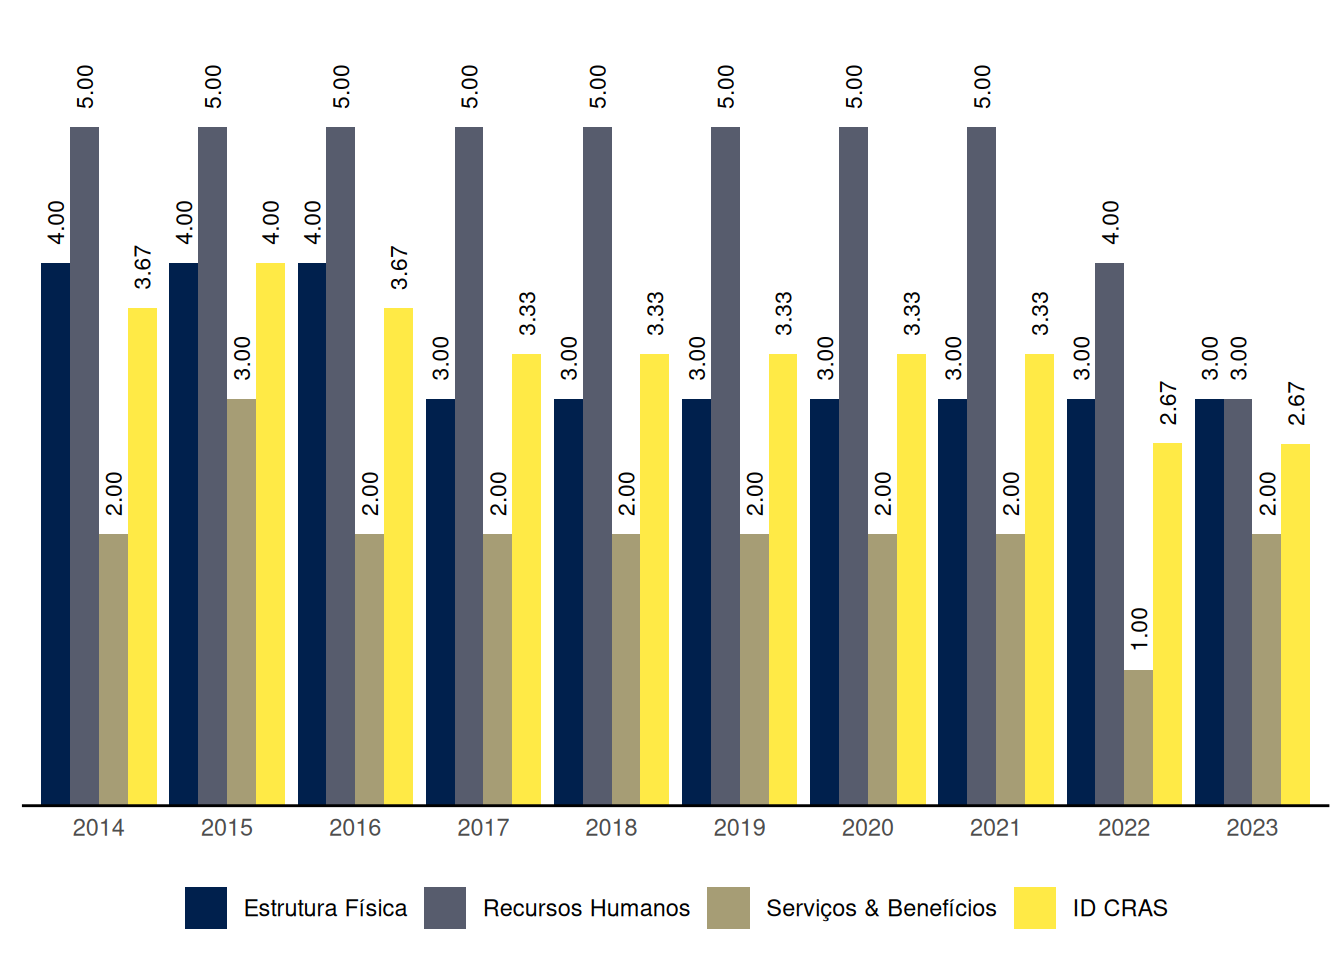 5.00 5.00 5.00 5.00 5.00 5.00 5.00 5.00
4.00 4.00 4.00 4.00 4.00
3.67 3.67
3.33 3.33 3.33 3.33 3.33
3.00 3.00 3.00 3.00 3.00 3.00 3.00 3.00 3.00
2.67 2.67
2.00 2.00 2.00 2.00 2.00 2.00 2.00 2.00
1.00
2014 2015 2016 2017 2018 2019 2020 2021 2022 2023
Estrutura Física Recursos Humanos Serviços & Benefícios ID CRAS